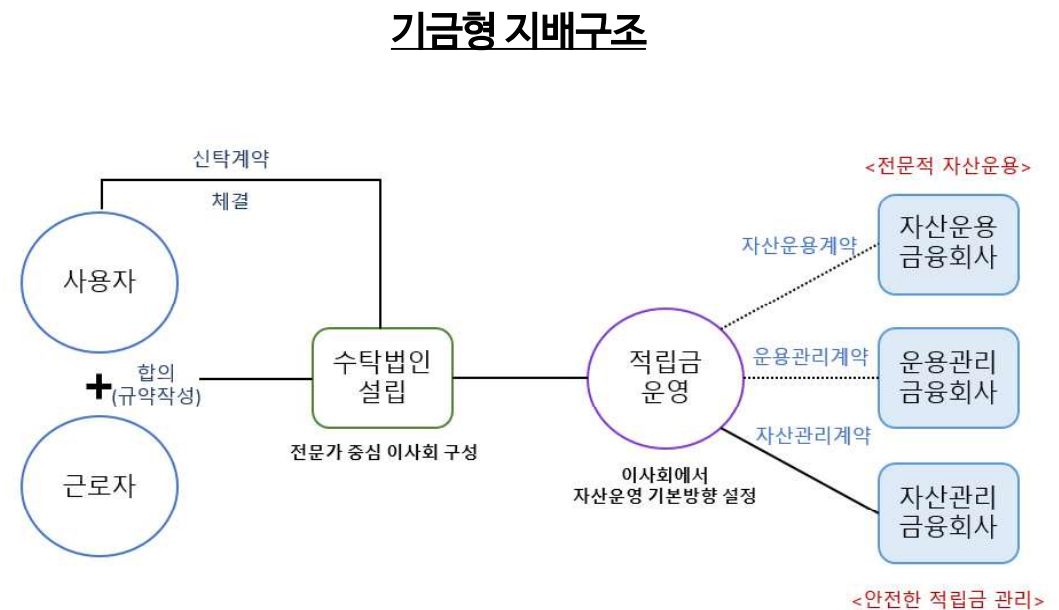 기금형 지배구조
신탁계약
체결
사용자
+
합의
(규약작성)
근로자
수탁법인
설립
전문가 중심 이사회 구성
적립금
운영
이사회에서
자산운영 기본방향 설정
자산운용계약
운용관리계약
자산관리계약
<전문적 자산운용>
자산운용
금융회사
운용관리
금융회사
자산관리
금융회사
<안전한 적립금 관리>